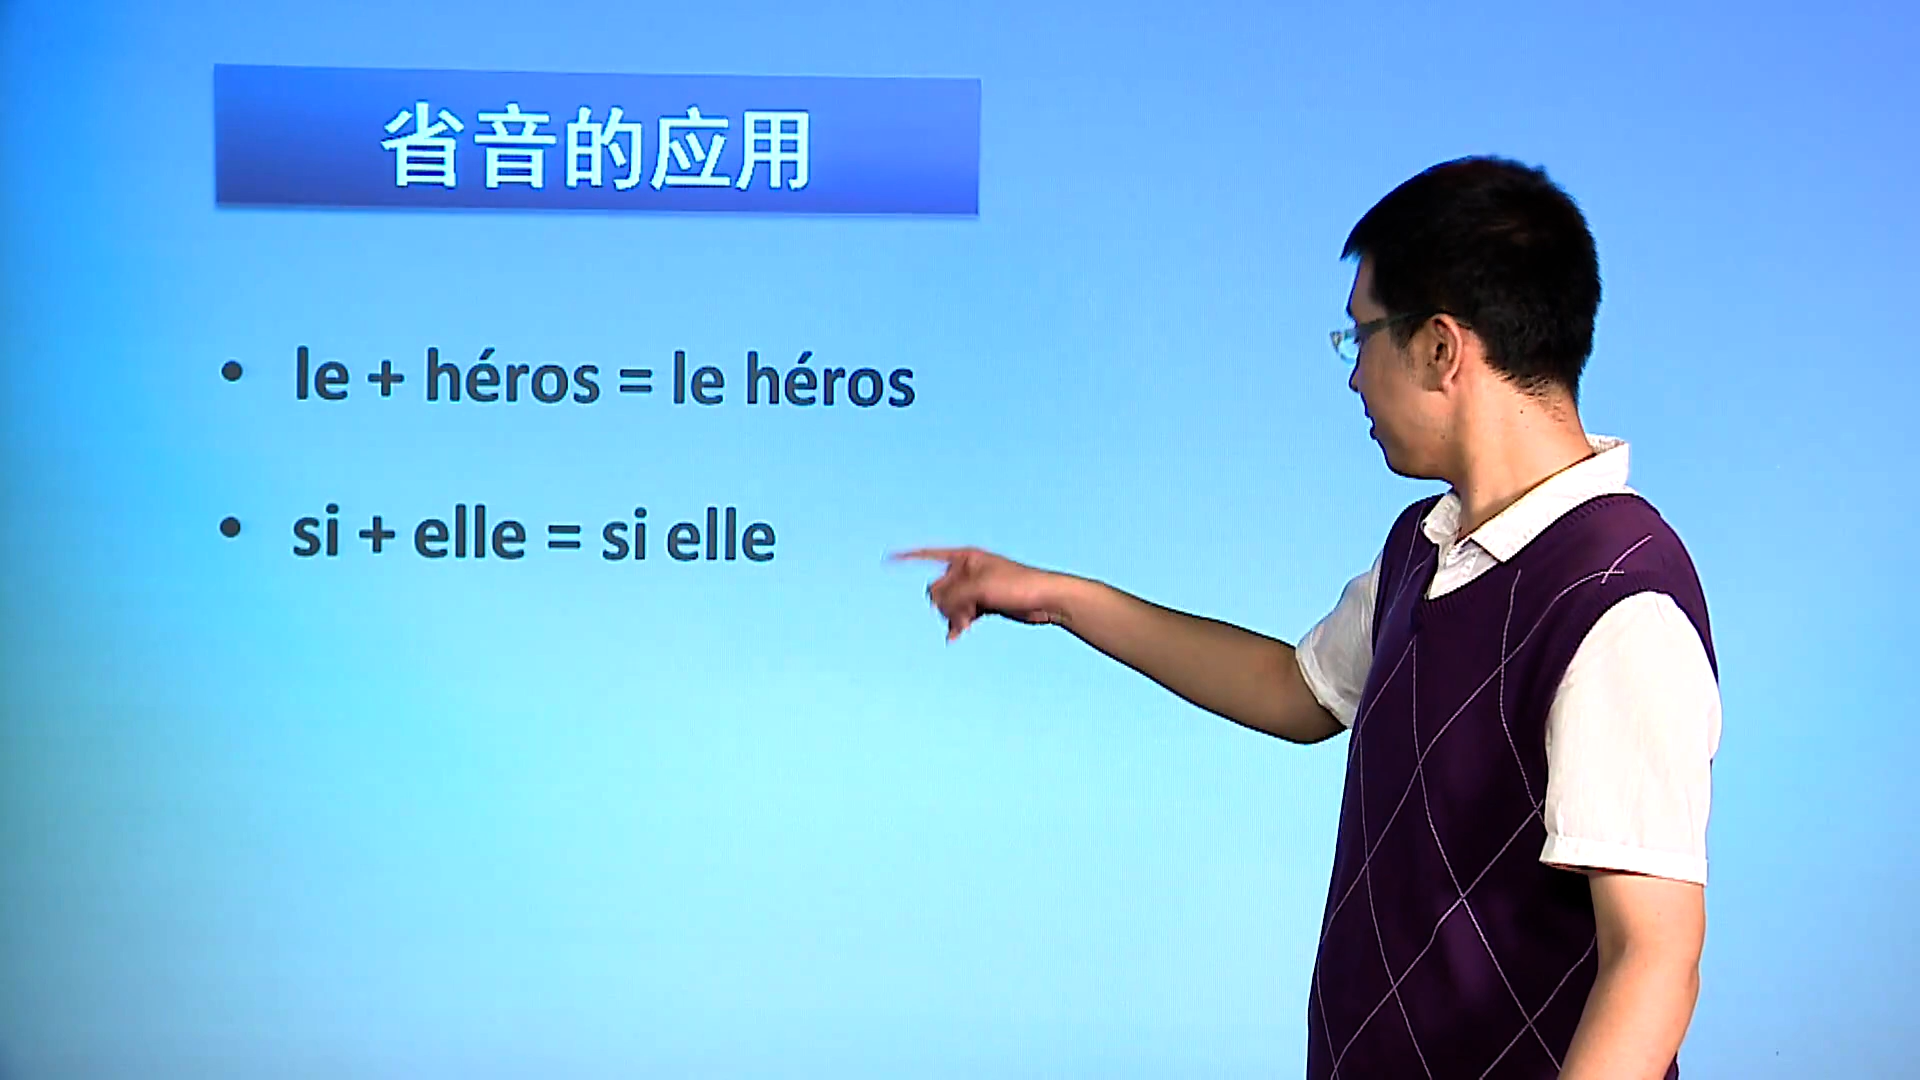 省音的应用
• le + héros = le héros
• si + elle = si elle